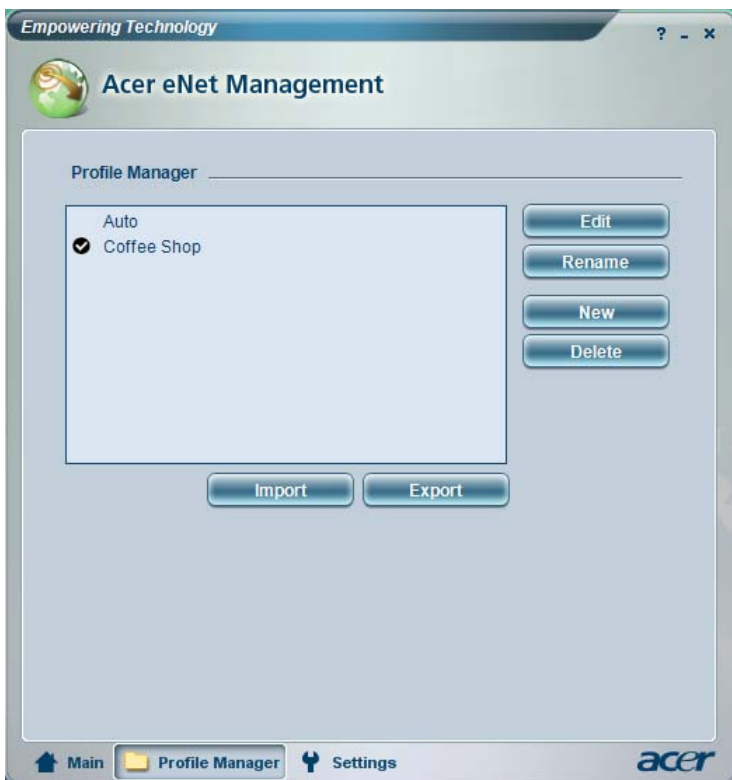 Empowering Technology
? - x
Acer eNet Management
Profile Manager
Auto
Coffee Shop
Edit
Rename
New
Delete
Import
Export
Main
Profile Manager
Settings
acer